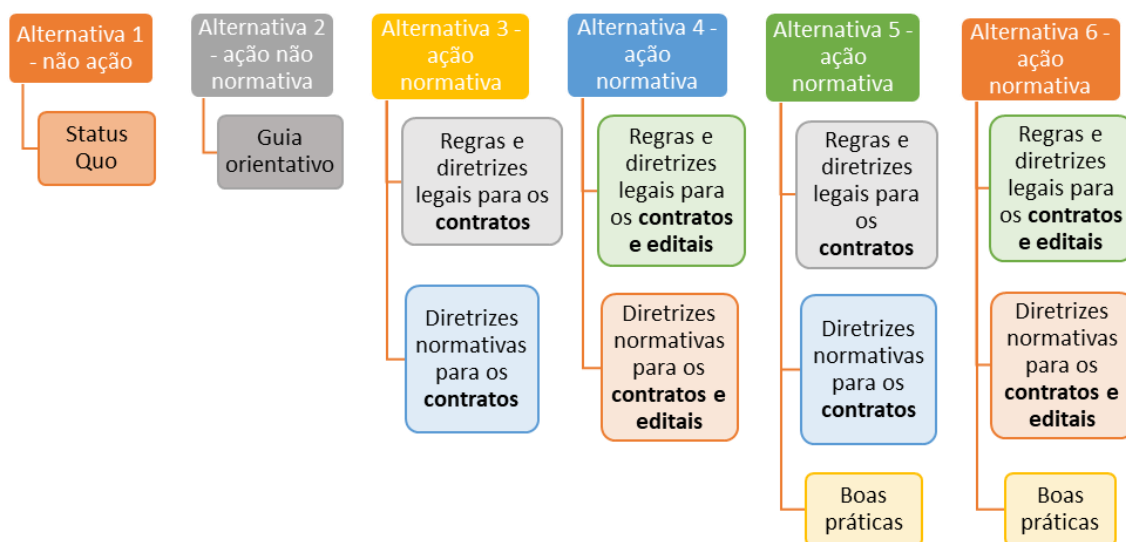 Alternativa 1
- não ação
Status
Quo
Alternativa 2
- ação não
normativa
Guia
orientativo
Alternativa 3 -
ação
normativa
Regras e
diretrizes
legais para os
contratos
Diretrizes
normativas
para os
contratos
Alternativa 4 -
ação
normativa
Regras e
diretrizes
legais para
os contratos
e editais
Diretrizes
normativas
para os
contratos e
editais
Alternativa 5 -
ação
normativa
Regras e
diretrizes
legais para
os
contratos
Diretrizes
normativas
para os
contratos
Boas
práticas
Alternativa 6 -
ação
normativa
Regras e
diretrizes
legais para
os contratos
e editais
Diretrizes
normativas
para os
contratos e
editais
Boas
práticas